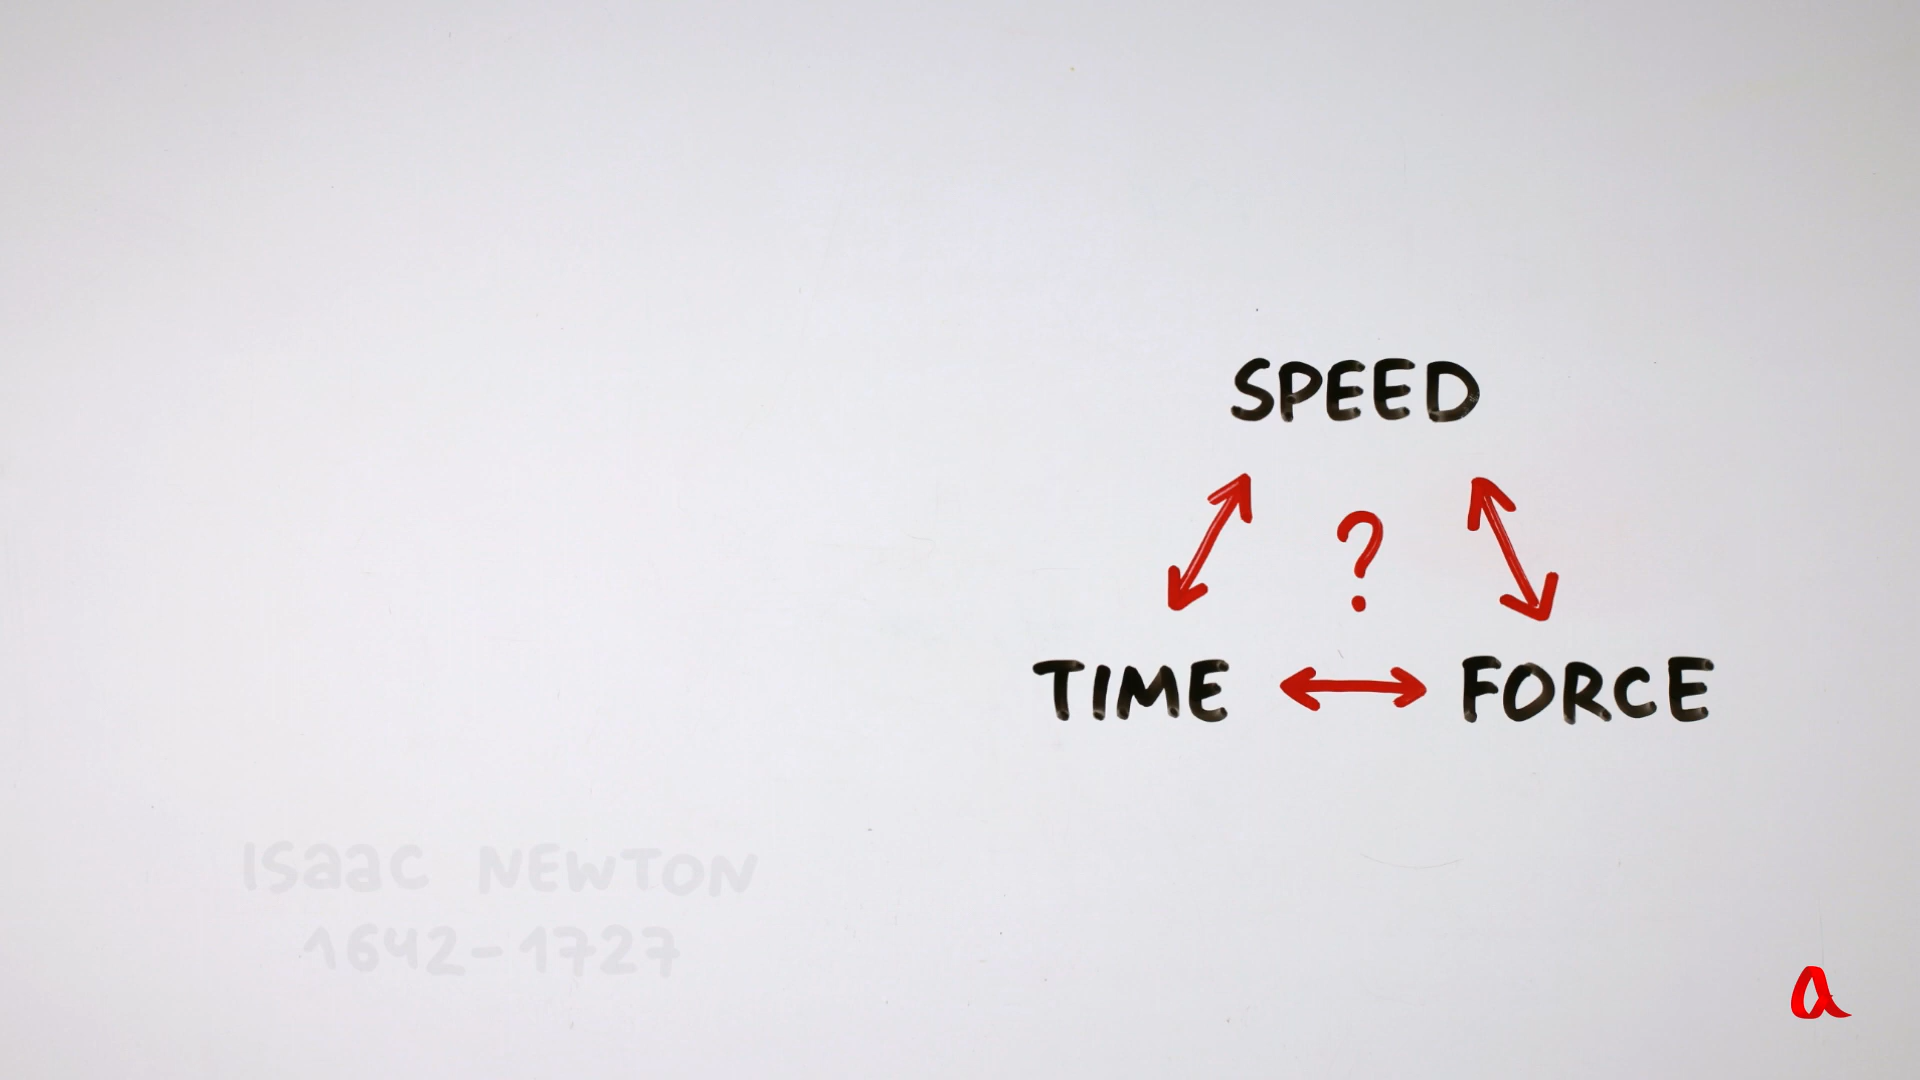 SPEED
?
TIME FORCE
ISAAC NEWTON
1642-1727
a